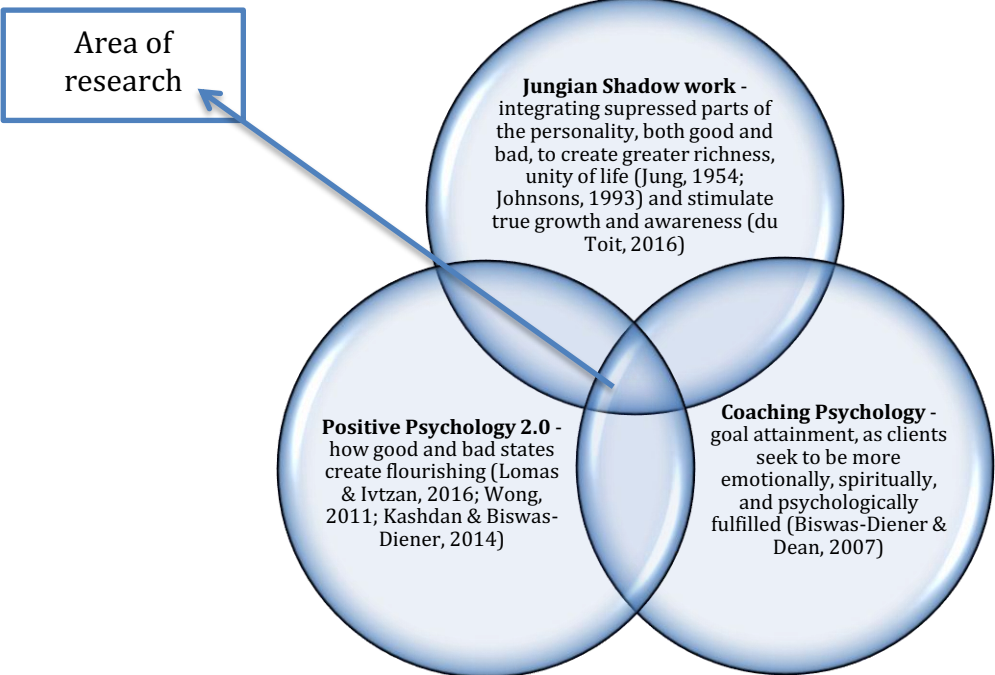 Area of
research
Jungian Shadow work -
integrating supressed parts of
the personality, both good and
bad, to create greater richness,
unity of life (Jung, 1954;
Johnsons, 1993) and stimulate
true growth and awareness (du
Toit, 2016)
Positive Psychology 2.0 -
how good and bad states
create flourishing (Lomas
& Ivtzan, 2016; Wong,
2011; Kashdan & Biswas-
Diener, 2014)
Coaching Psychology -
goal attainment, as clients
seek to be more
emotionally, spiritually,
and psychologically
fulfilled (Biswas-Diener &
Dean, 2007)